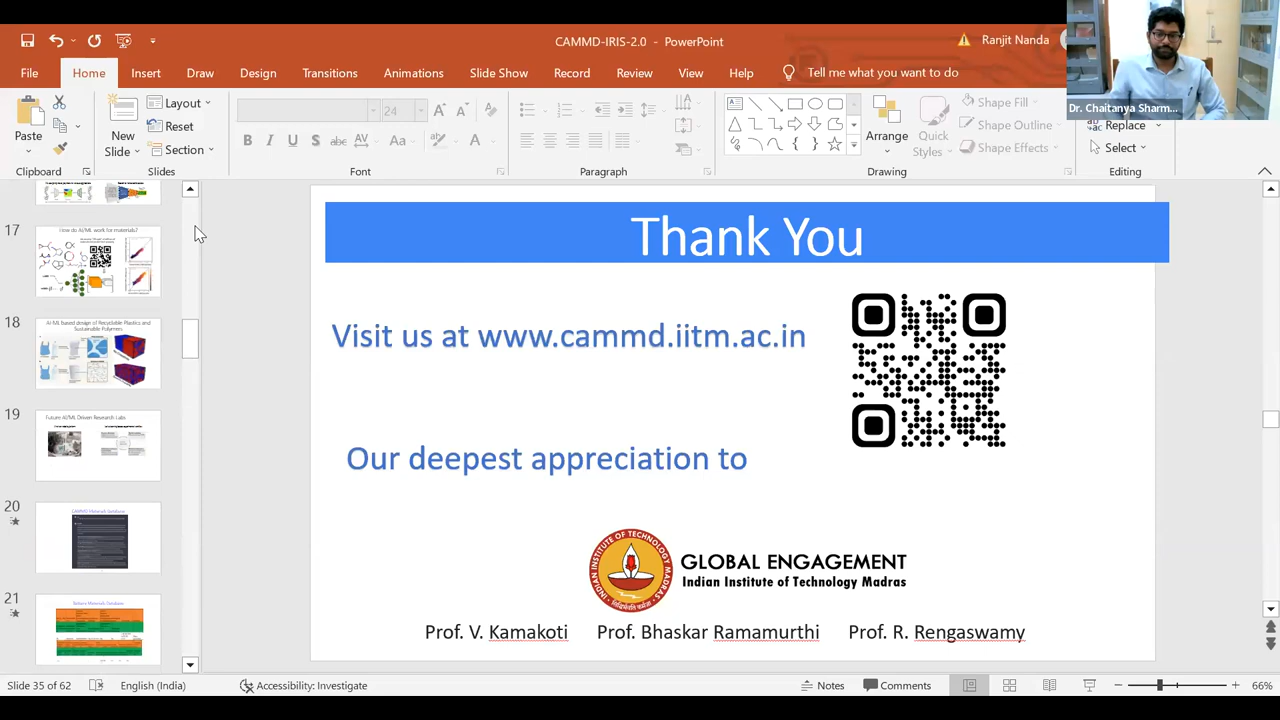 CAMMD-IRIS-2.0 - PowerPoint
Ranjit Nanda
File Home Insert Draw Design Transitions Animations Slide Show Record Review View Help Tell me what you want to do
Dr. Chaitanya Sharm...
Paste
New
Slide
Layout
Reset
Section
24
Arrange
Quick
Styles
Shape Fill
Shape Outline
Shape Effects
Replace
Select
Clipboard Slides Font Paragraph Drawing Editing
17
How do AI/ML work for materials?
18
AI-ML based design of Recyclable Plastics and
Sustainable Polymers
19
Future AI/ML Driven Research Labs
20
CAMMD Materials Database
21
Thank You
Visit us at www.cammd.iitm.ac.in
Our deepest appreciation to
INDIAN INSTITUTE OF TECHNOLOGY MADRAS
GLOBAL ENGAGEMENT
Indian Institute of Technology Madras
Prof. V. Kamakoti Prof. Bhaskar Ramamurthi Prof. R. Rengaswamy
Slide 35 of 62 English (India) Accessibility: Investigate Notes Comments 66%